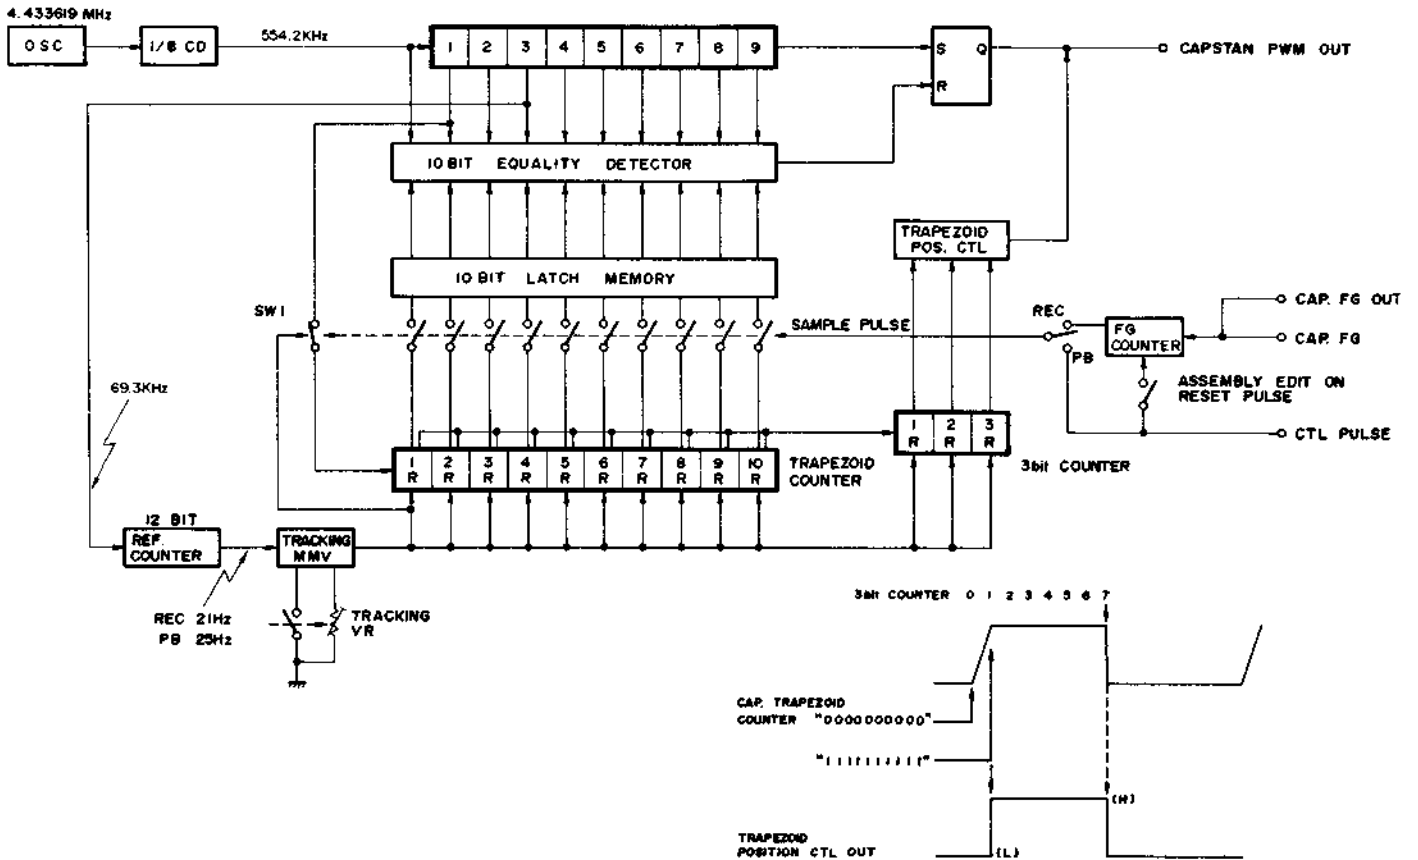 4.433619 MHz
OSC
1/8 CD
554.2KHz
1 2 3 4 5 6 7 8 9
S Q
R
CAPSTAN PWM OUT
10 BIT EQUALITY DETECTOR
TRAPEZOID
POS. CTL
10 BIT LATCH MEMORY
SW1
SAMPLE PULSE
REC
PB
FG
COUNTER
CAP. FG OUT
CAP. FG
ASSEMBLY EDIT ON
RESET PULSE
CTL PULSE
69.3KHz
1 2 3 4 5 6 7 8 9 10
R R R R R R R R R R
TRAPEZOID
COUNTER
1 2 3
R R R
3bit COUNTER
12 BIT
REF.
COUNTER
TRACKING
MMV
REC 21Hz
PB 25Hz
TRACKING
VR
3bit COUNTER 0 1 2 3 4 5 6 7
CAP. TRAPEZOID
COUNTER "0000000000"
"1111111111"
(H)
TRAPEZOID
POSITION CTL OUT
(L)